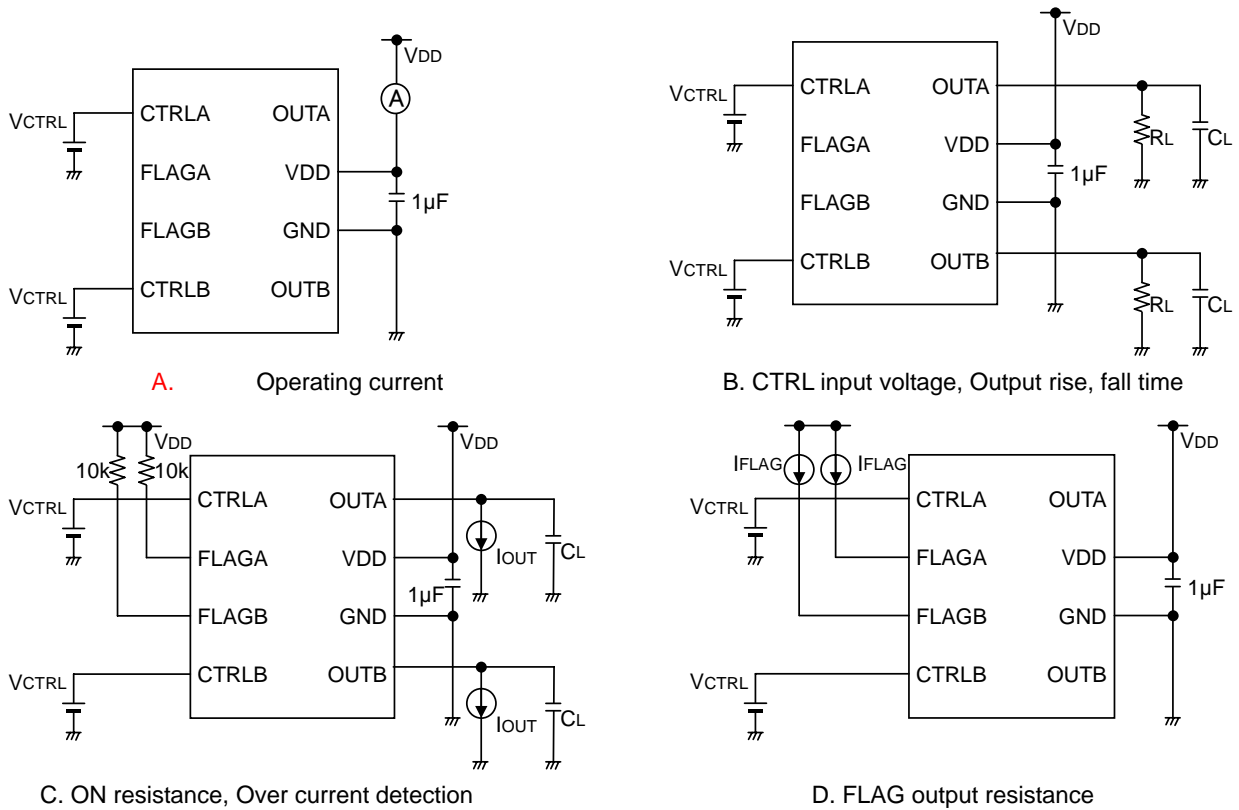 VDD
A
VCTRL
CTRLA OUTA
FLAGA VDD
1µF
FLAGB GND
VCTRL
CTRLB OUTB
A. Operating current
VDD
VCTRL
CTRLA OUTA
FLAGA VDD
RL CL
1µF
FLAGB GND
VCTRL
CTRLB OUTB
RL CL
B. CTRL input voltage, Output rise, fall time
VDD VDD
10k 10k
VCTRL
CTRLA OUTA
FLAGA VDD
IOUT CL
1µF
FLAGB GND
VCTRL
CTRLB OUTB
IOUT CL
C. ON resistance, Over current detection
VDD
IFLAG IFLAG
VCTRL
CTRLA OUTA
FLAGA VDD
1µF
FLAGB GND
VCTRL
CTRLB OUTB
D. FLAG output resistance